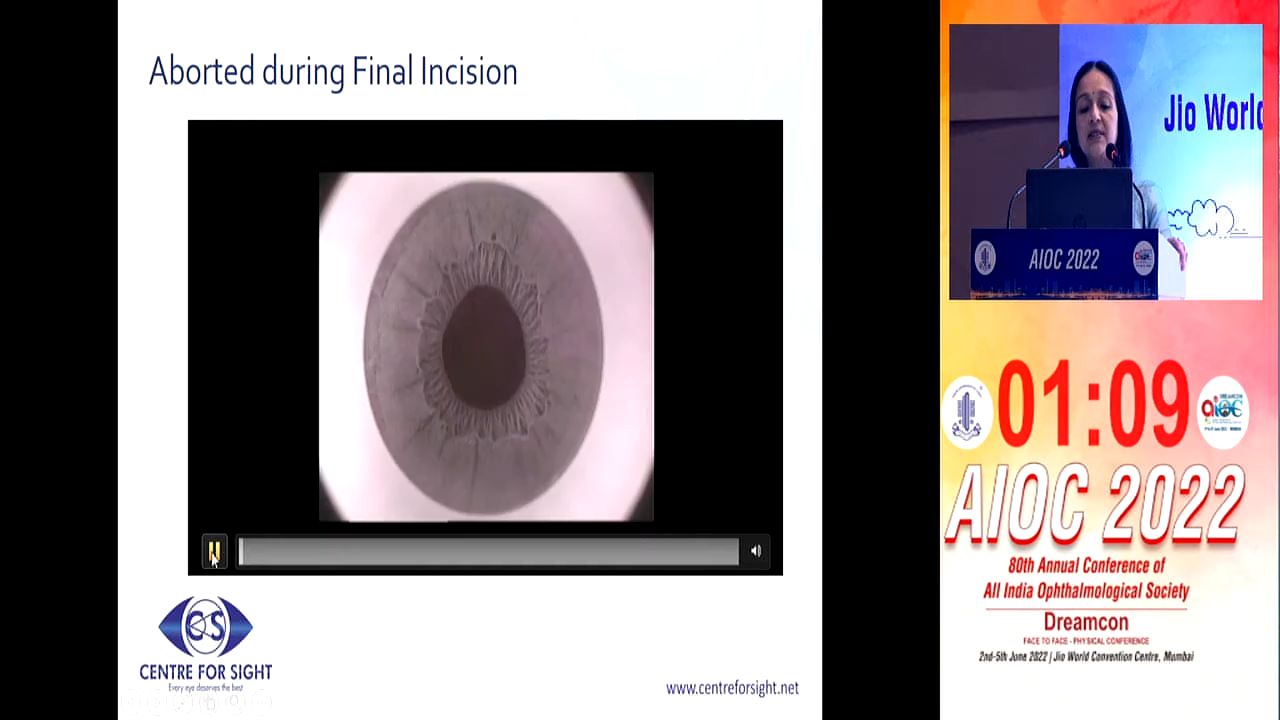 Aborted during Final Incision
CS
CENTRE FOR SIGHT
Every eye deserves the best
www.centreforsight.net
Jio World
AIOC 2022
01:09
AIOC 2022
80th Annual Conference of
All India Ophthalmological Society
Dreamcon
FACE TO FACE - PHYSICAL CONFERENCE
2nd-5th June 2022 | Jio World Convention Centre, Mumbai